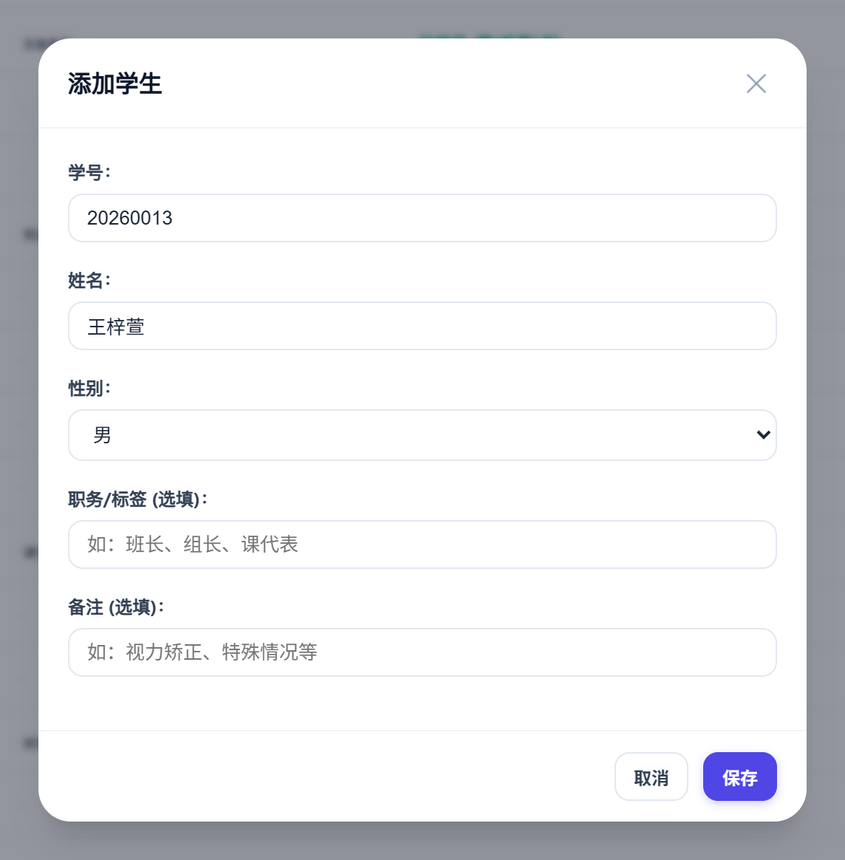 添加学生
学号：
20260013
姓名：
王梓萱
性别：
男
职务/标签 (选填)：
如：班长、组长、课代表
备注 (选填)：
如：视力矫正、特殊情况等
取消
保存